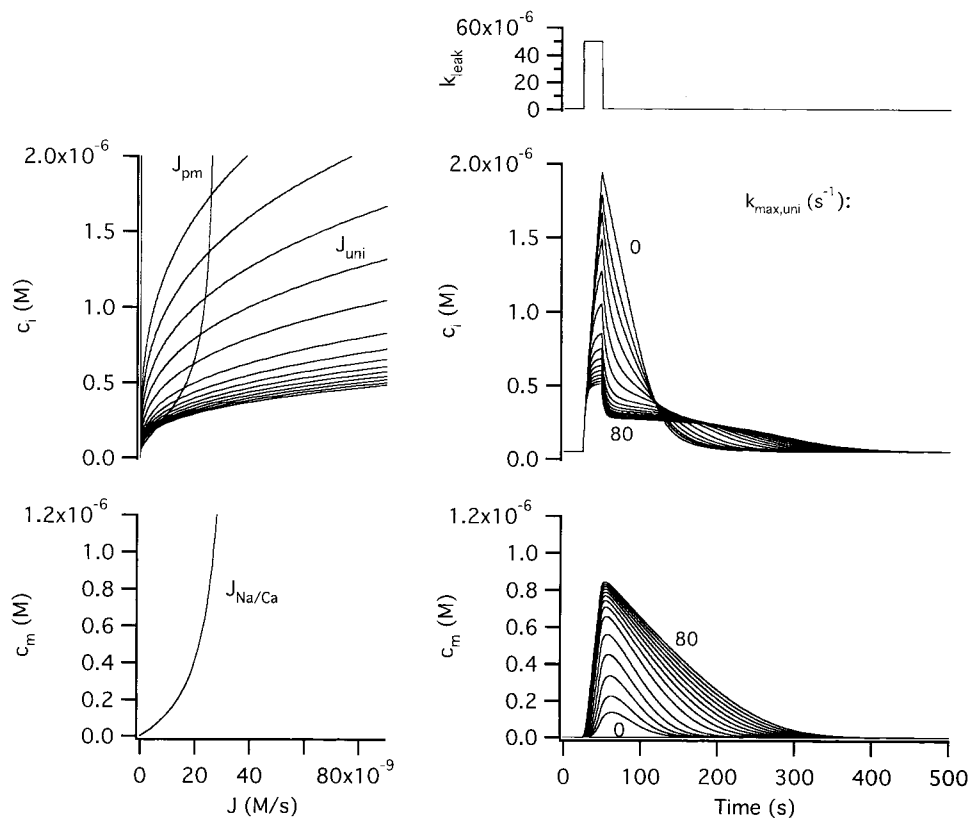 60x10⁻⁶
40
20
0
k_leak
2.0x10⁻⁶
1.5
1.0
0.5
0.0
c_i (M)
J_pm
J_uni
2.0x10⁻⁶
1.5
1.0
0.5
0.0
c_i (M)
k_max,uni (s⁻¹):
0
80
1.2x10⁻⁶
1.0
0.8
0.6
0.4
0.2
0.0
c_m (M)
J_Na/Ca
0
20
40
80x10⁻⁹
J (M/s)
1.2x10⁻⁶
1.0
0.8
0.6
0.4
0.2
0.0
c_m (M)
80
0
0
100
200
300
400
500
Time (s)